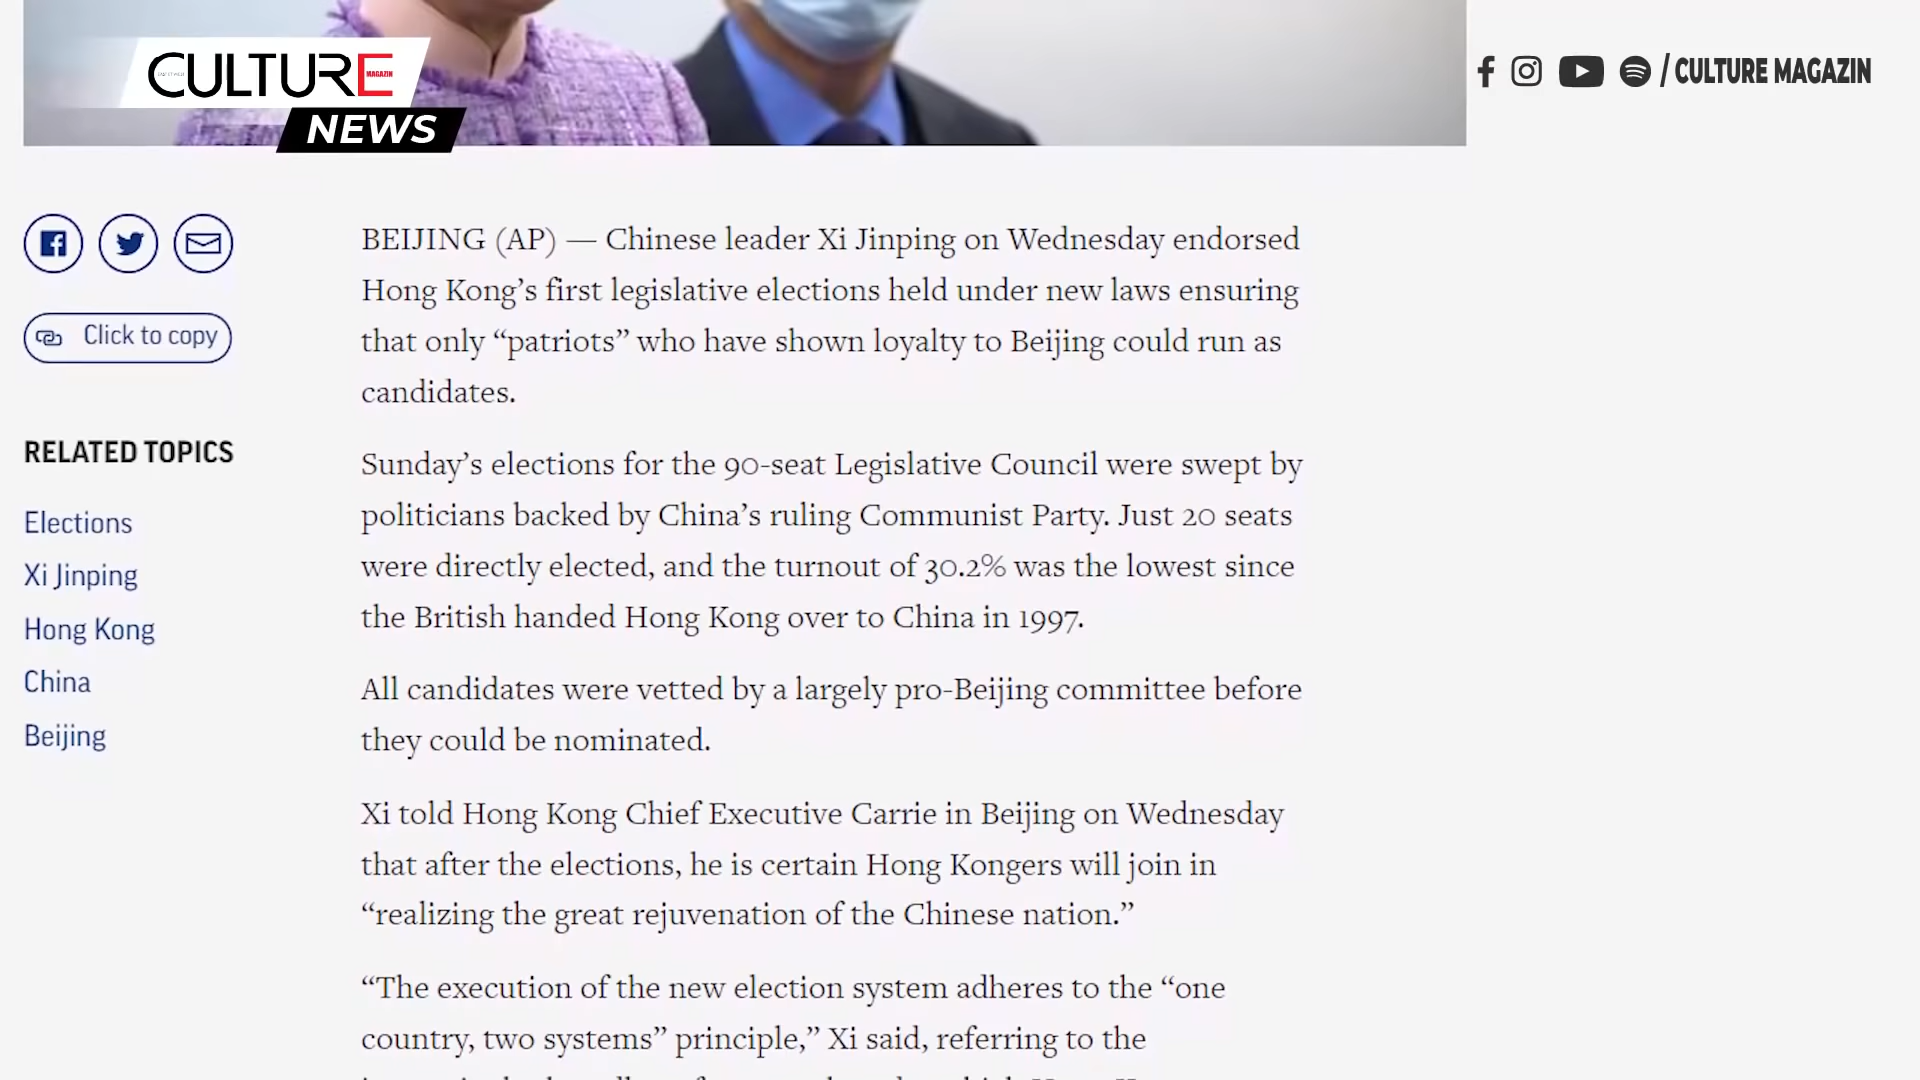 CULTURE
MAGAZIN
NEWS
/ CULTURE MAGAZIN
Click to copy
RELATED TOPICS
Elections
Xi Jinping
Hong Kong
China
Beijing
BEIJING (AP) — Chinese leader Xi Jinping on Wednesday endorsed
Hong Kong’s first legislative elections held under new laws ensuring
that only “patriots” who have shown loyalty to Beijing could run as
candidates.
Sunday’s elections for the 90-seat Legislative Council were swept by
politicians backed by China’s ruling Communist Party. Just 20 seats
were directly elected, and the turnout of 30.2% was the lowest since
the British handed Hong Kong over to China in 1997.
All candidates were vetted by a largely pro-Beijing committee before
they could be nominated.
Xi told Hong Kong Chief Executive Carrie in Beijing on Wednesday
that after the elections, he is certain Hong Kongers will join in
“realizing the great rejuvenation of the Chinese nation.”
“The execution of the new election system adheres to the “one
country, two systems” principle,” Xi said, referring to the